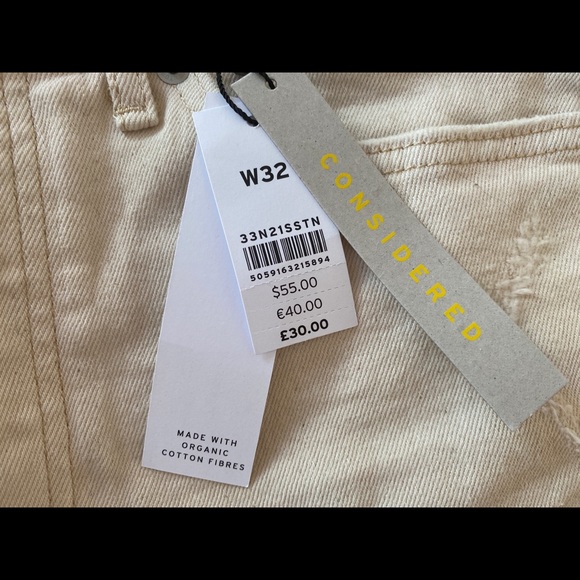 W32
33N21SSTN
5059163215894
$55.00
€40.00
£30.00
CONSIDERED
MADE WITH
ORGANIC
COTTON FIBRES